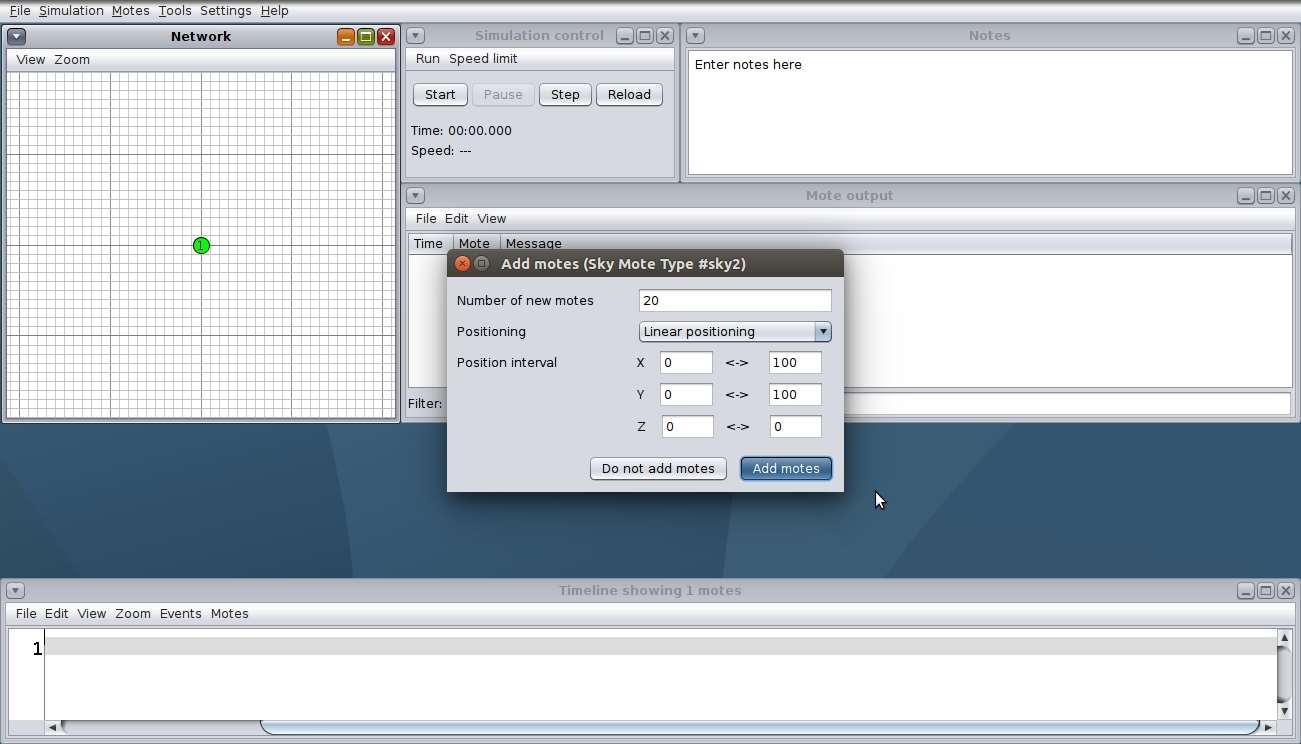 File Simulation Motes Tools Settings Help
Network
View Zoom
1
Simulation control
Run Speed limit
Start Pause Step Reload
Time: 00:00.000
Speed: ---
Notes
Enter notes here
Mote output
File Edit View
Time Mote Message
Filter:
Add motes (Sky Mote Type #sky2)
Number of new motes 20
Positioning Linear positioning
Position interval X 0 <-> 100
Y 0 <-> 100
Z 0 <-> 0
Do not add motes Add motes
Timeline showing 1 motes
File Edit View Zoom Events Motes
1